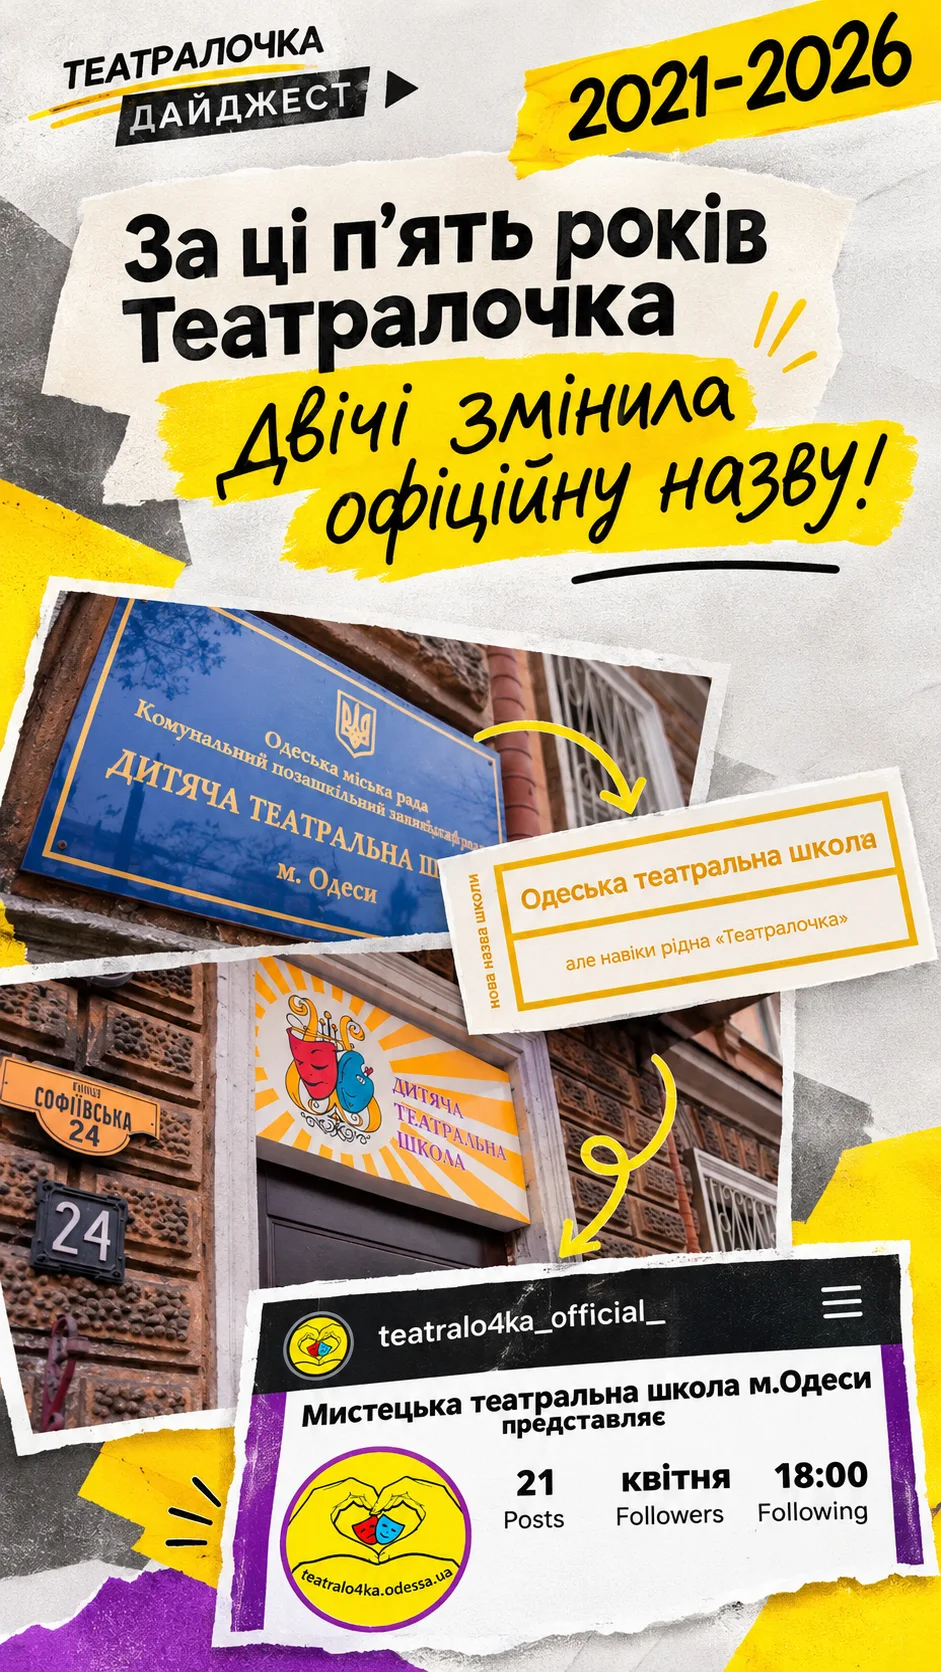 ТЕАТРАЛОЧКА
ДАЙДЖЕСТ
2021-2026
За ці п’ять років
Театралочка
Двічі змінила
офіційну назву!
Одеська міська рада
Комунальний позашкільний
ДИТЯЧА ТЕАТРАЛЬНА Ш
м. Одеси
нова назва школи
Одеська театральна школа
але навіки рідна «Театралочка»
СОФІЇВСЬКА
24
24
ДИТЯЧА
ТЕАТРАЛЬНА
ШКОЛА
teatralo4ka_official_
Мистецька театральна школа м.Одеси
представляє
21 квітня 18:00
Posts Followers Following
teatralo4ka.odessa.ua